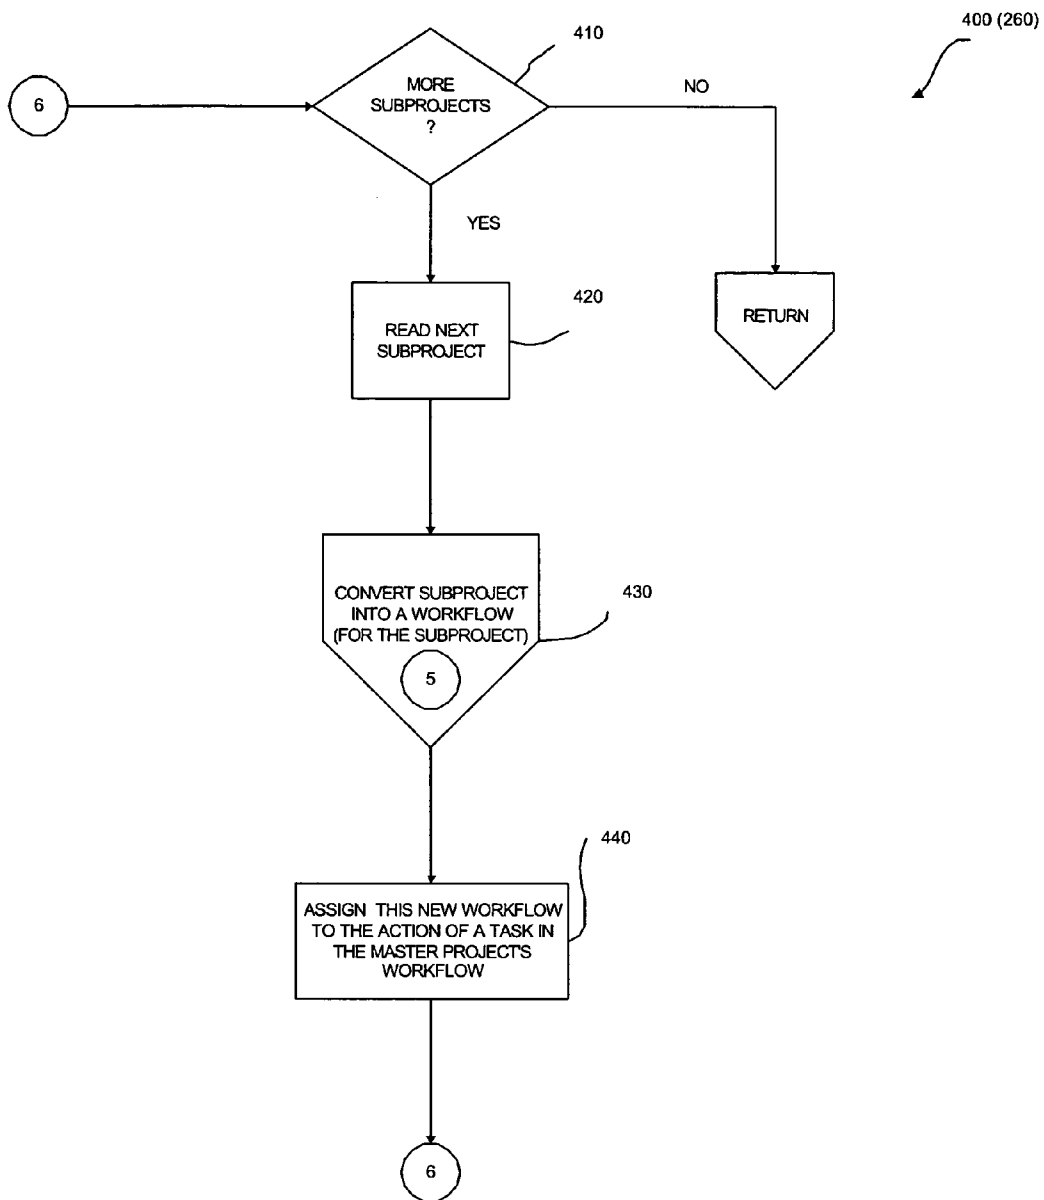 400 (260)
410
6
MORE
SUBPROJECTS
?
NO
YES
420
READ NEXT
SUBPROJECT
RETURN
430
CONVERT SUBPROJECT
INTO A WORKFLOW
(FOR THE SUBPROJECT)
5
440
ASSIGN THIS NEW WORKFLOW
TO THE ACTION OF A TASK IN
THE MASTER PROJECT'S
WORKFLOW
6